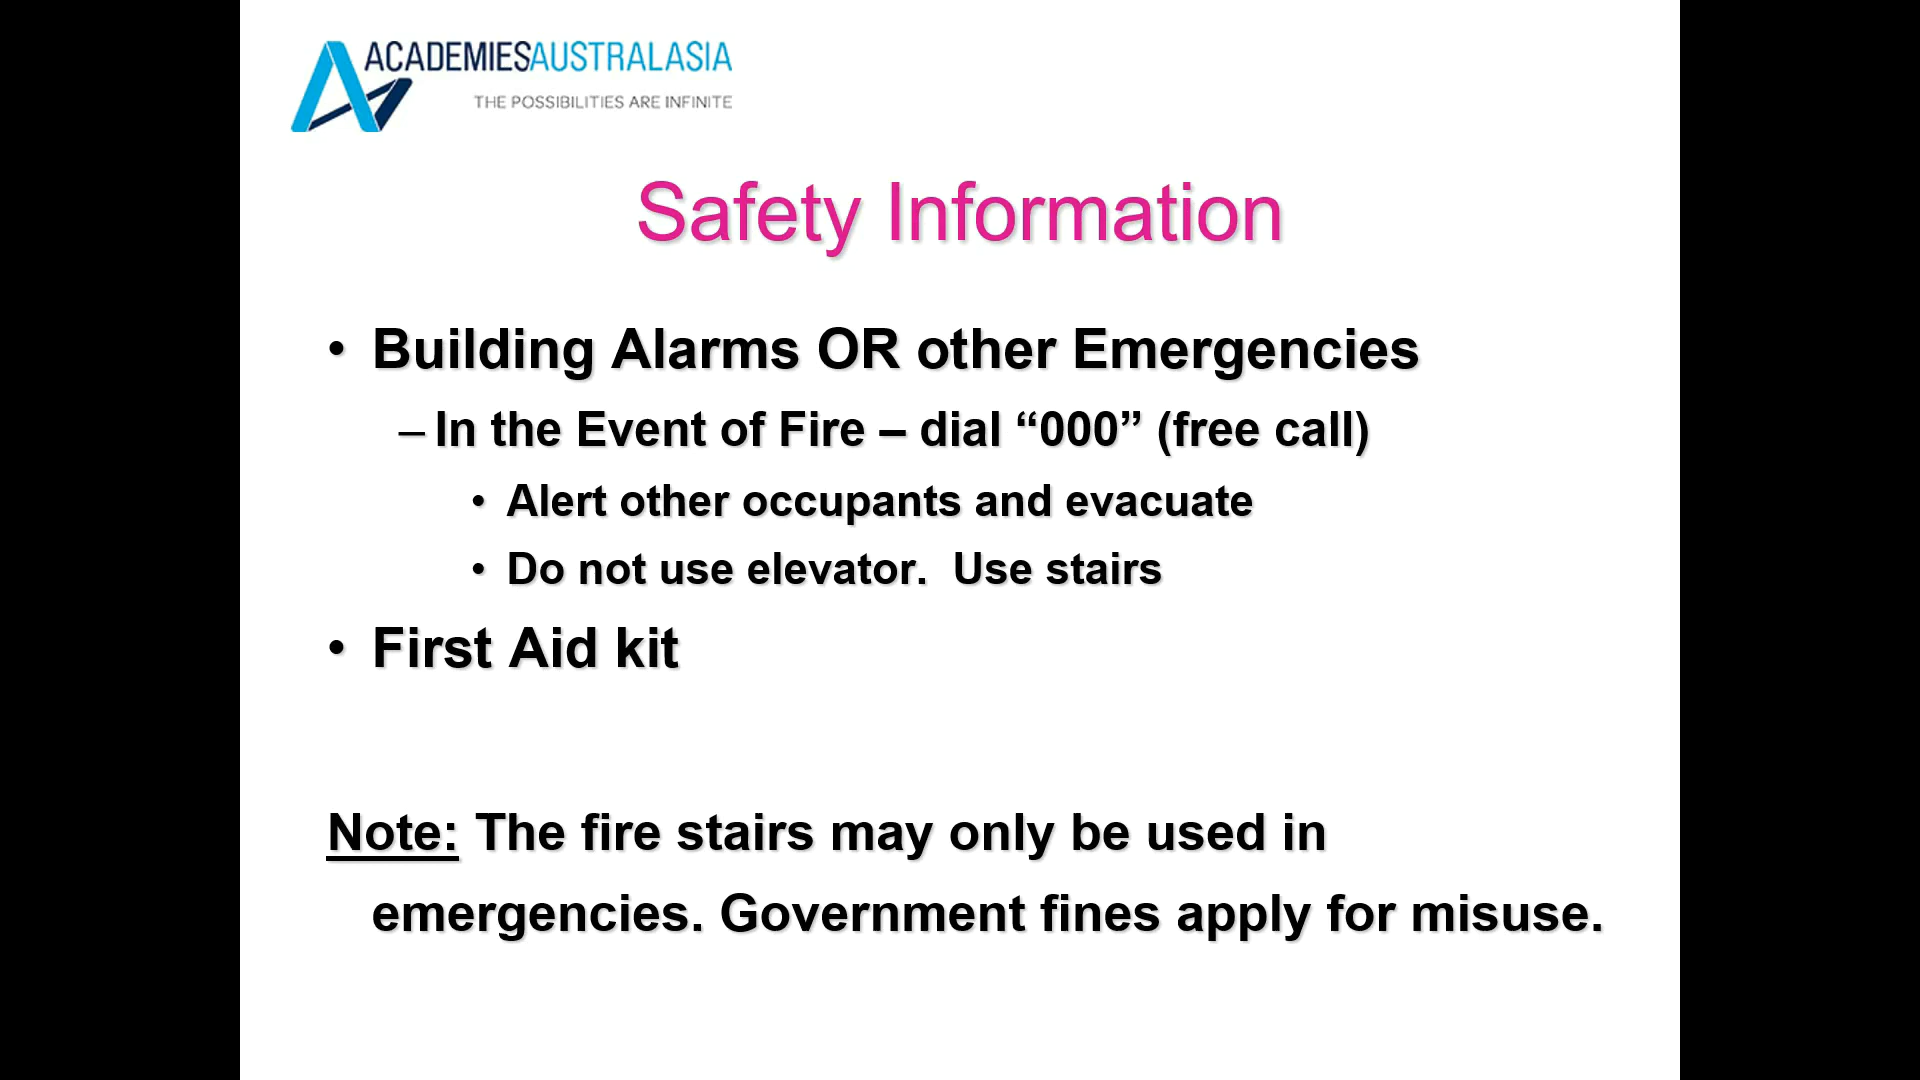 ACADEMIESAUSTRALASIA
THE POSSIBILITIES ARE INFINITE
Safety Information
• Building Alarms OR other Emergencies
– In the Event of Fire – dial “000” (free call)
• Alert other occupants and evacuate
• Do not use elevator.  Use stairs
• First Aid kit
Note: The fire stairs may only be used in
emergencies. Government fines apply for misuse.